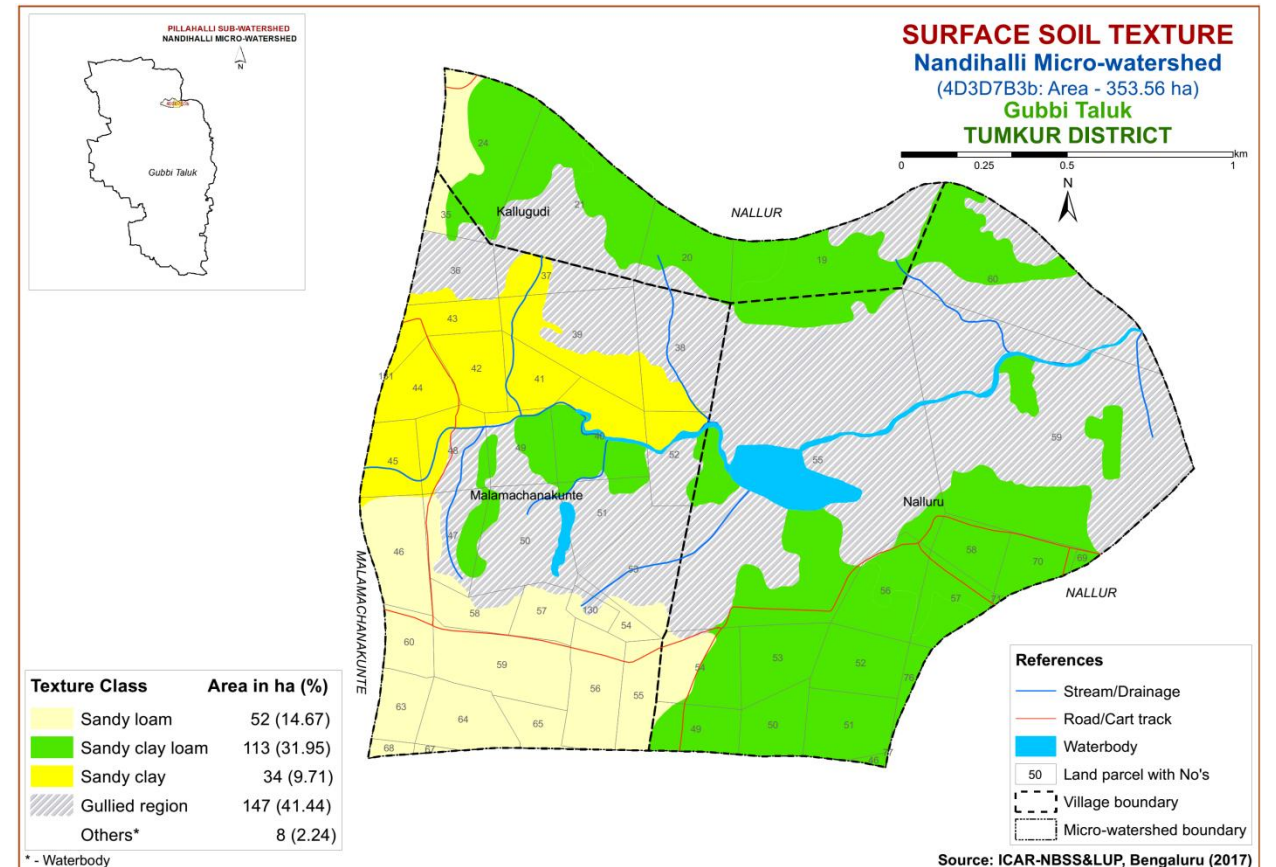 PILLAHALLI SUB-WATERSHED
NANDIHALLI MICRO-WATERSHED
N
Gubbi Taluk
SURFACE SOIL TEXTURE
Nandihalli Micro-watershed
(4D3D7B3b: Area - 353.56 ha)
Gubbi Taluk
TUMKUR DISTRICT
km
0 0.25 0.5 1
N
24
35
Kallugudi
21
NALLUR
20
19
60
36
37
43
39
38
42
41
44
45
48
49
52
55
59
Malamachanakunte
51
Nalluru
46
47
50
53
58
70
69
56
57
NALLUR
MALAMACHANAKUNTE
58
57
130
54
60
59
54
53
52
76
56
55
63
64
65
49
50
51
68
67
46
Texture Class Area in ha (%)
Sandy loam 52 (14.67)
Sandy clay loam 113 (31.95)
Sandy clay 34 (9.71)
Gullied region 147 (41.44)
Others* 8 (2.24)
* - Waterbody
References
Stream/Drainage
Road/Cart track
Waterbody
50 Land parcel with No's
Village boundary
Micro-watershed boundary
Source: ICAR-NBSS&LUP, Bengaluru (2017)